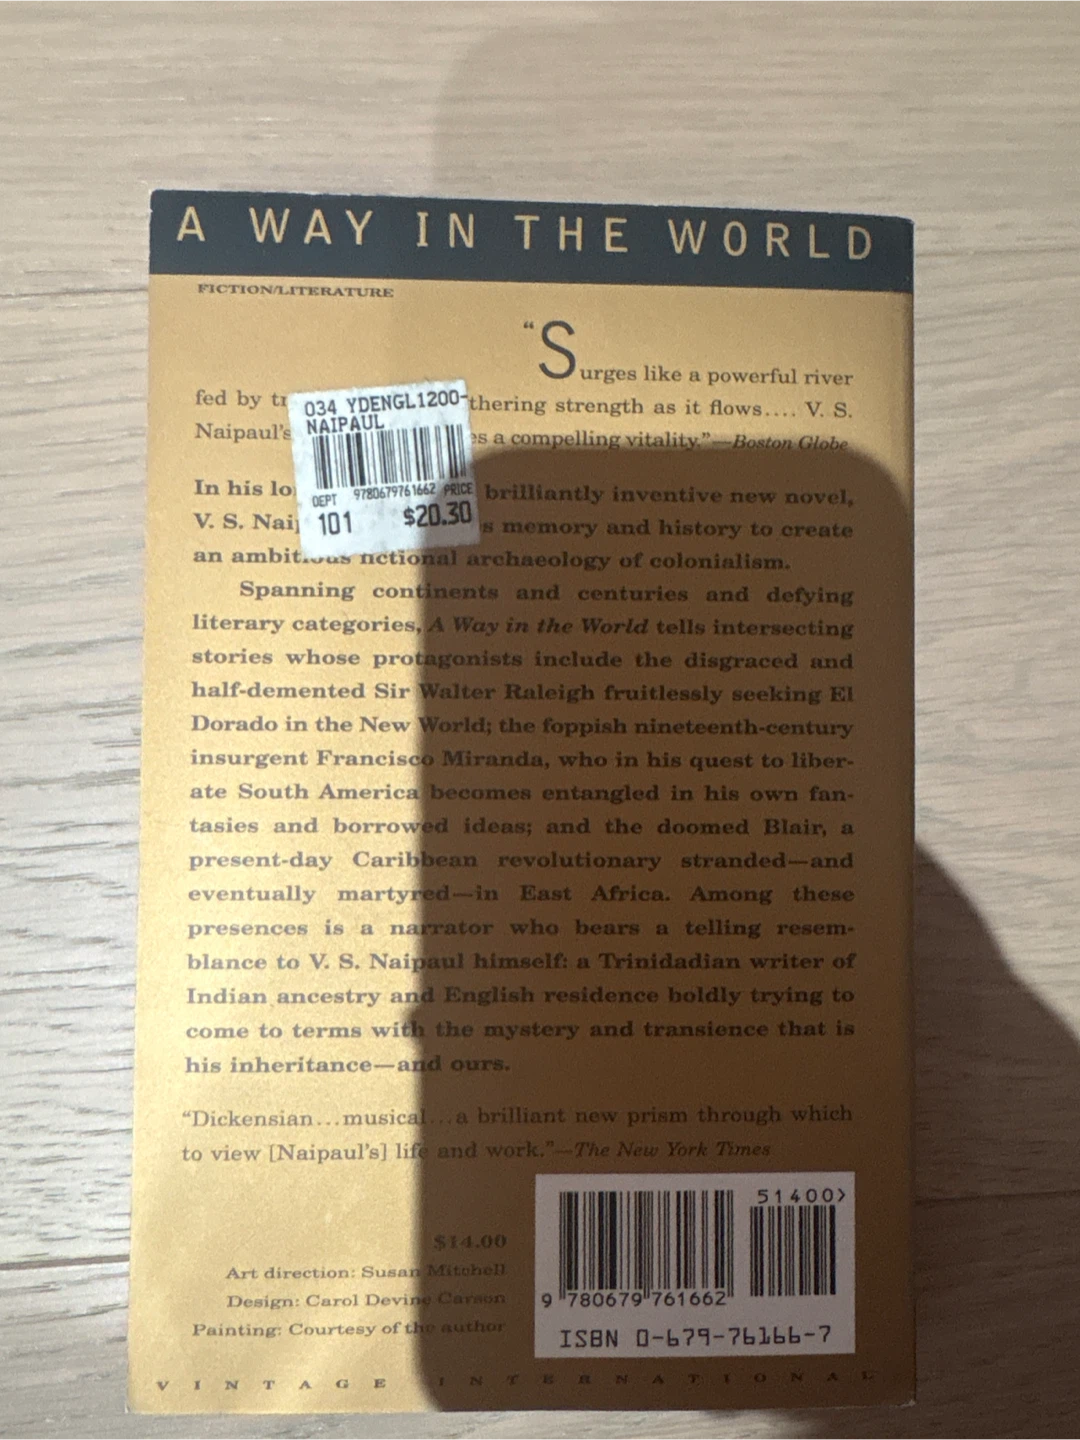 A WAY IN THE WORLD
FICTION/LITERATURE
“Surges like a powerful river
fed by thering strength as it flows.... V. S.
Naipaul's a compelling vitality.”—Boston Globe
034 YDENGL1200-
NAIPAUL
DEPT 9780679761662 PRICE
101 $20.30
In his brilliantly inventive new novel,
V. S. memory and history to create
an fictional archaeology of colonialism.
Spanning continents and centuries and defying
literary categories, A Way in the World tells intersecting
stories whose protagonists include the disgraced and
half-demented Sir Walter Raleigh fruitlessly seeking El
Dorado in the New World; the foppish nineteenth-century
insurgent Francisco Miranda, who in his quest to liber-
ate South America becomes entangled in his own fan-
tasies and borrowed ideas; and the doomed Blair, a
present-day Caribbean revolutionary stranded—and
eventually martyred—in East Africa. Among these
presences is a narrator who bears a telling resem-
blance to V. S. Naipaul himself: a Trinidadian writer of
Indian ancestry and English residence boldly trying to
come to terms with the mystery and transience that is
his inheritance—and ours.
“Dickensian...musical...a brilliant new prism through which
to view [Naipaul's] life and work.”—The New York Times
$14.00
Art direction: Susan Mitchell
Design: Carol Devine Carson
Painting: Courtesy of the author
51400>
9 780679 761662
ISBN 0-679-76166-7
VINTAGE INTERNATIONAL